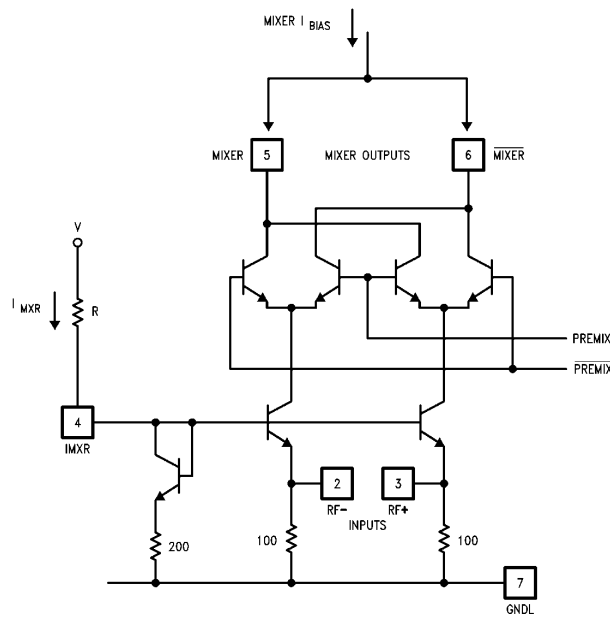 MIXER I BIAS
MIXER 5 MIXER OUTPUTS 6 MIXER
V
I MXR R
PREMIX
PREMIX
4
IMXR
2 3
RF− RF+
INPUTS
200 100 100
7
GNDL